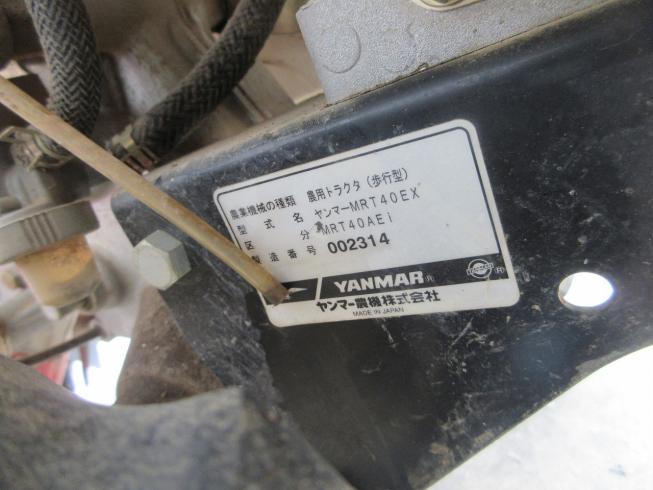 農業機械の種類 農用トラクタ(歩行型)
型式名 ヤンマーMRT40EX
区分 MRT40AEi
製造番号 002314
YANMAR
ヤンマー農機株式会社
MADE IN JAPAN